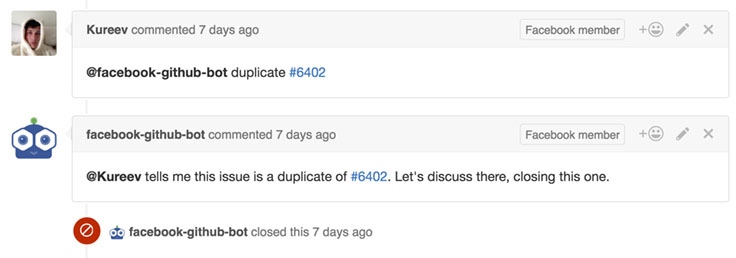 Kureev commented 7 days ago
Facebook member
@facebook-github-bot duplicate #6402
facebook-github-bot commented 7 days ago
Facebook member
@Kureev tells me this issue is a duplicate of #6402. Let's discuss there, closing this one.
facebook-github-bot closed this 7 days ago